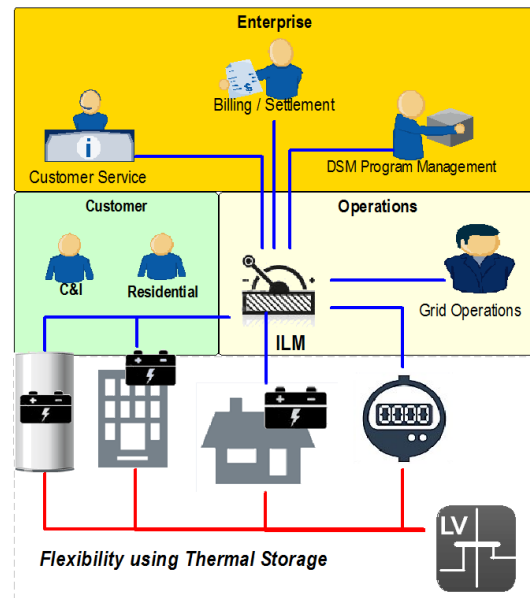 Enterprise
Billing / Settlement
Customer Service
DSM Program Management
Customer
Operations
C&I
Residential
Grid Operations
ILM
0000
LV
Flexibility using Thermal Storage